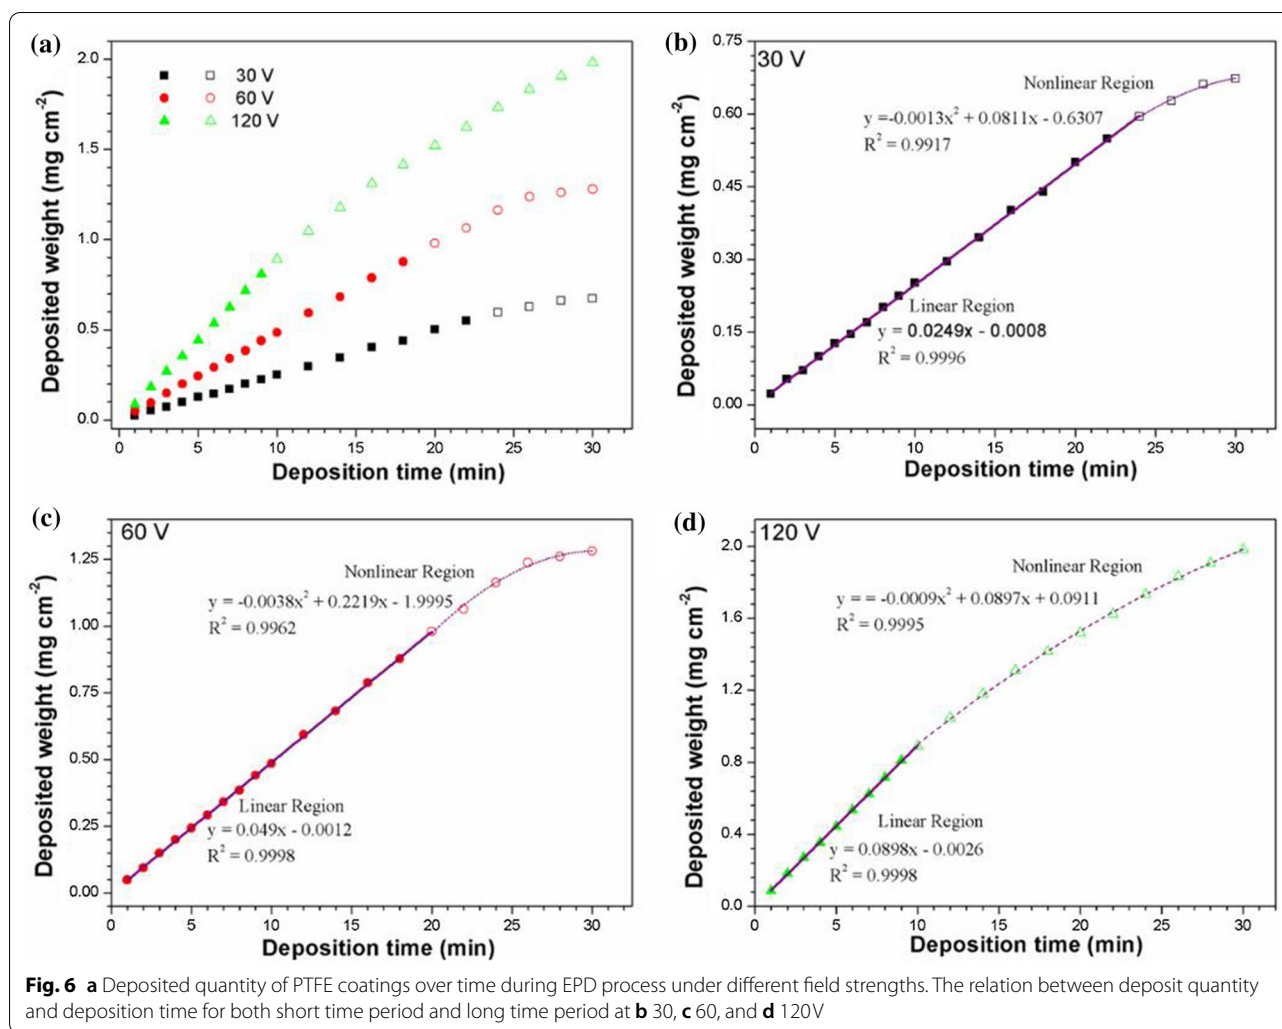 (a)
2.0
1.5
1.0
0.5
0.0
Deposited weight (mg cm⁻²)
30 V
60 V
120 V
0 5 10 15 20 25 30
Deposition time (min)
(b)
30 V
0.75
0.60
0.45
0.30
0.15
0.00
Deposited weight (mg cm⁻²)
Nonlinear Region
y =-0.0013x² + 0.0811x - 0.6307
R² = 0.9917
Linear Region
y = 0.0249x - 0.0008
R² = 0.9996
0 5 10 15 20 25 30
Deposition time (min)
(c)
60 V
1.25
1.00
0.75
0.50
0.25
0.00
Deposited weight (mg cm⁻²)
Nonlinear Region
y = -0.0038x² + 0.2219x - 1.9995
R² = 0.9962
Linear Region
y = 0.049x - 0.0012
R² = 0.9998
0 5 10 15 20 25 30
Deposition time (min)
(d)
120 V
2.0
1.6
1.2
0.8
0.4
0.0
Deposited weight (mg cm⁻²)
Nonlinear Region
y = = -0.0009x² + 0.0897x + 0.0911
R² = 0.9995
Linear Region
y = 0.0898x - 0.0026
R² = 0.9998
0 5 10 15 20 25 30
Deposition time (min)
Fig. 6 a Deposited quantity of PTFE coatings over time during EPD process under different field strengths. The relation between deposit quantity
and deposition time for both short time period and long time period at b 30, c 60, and d 120V